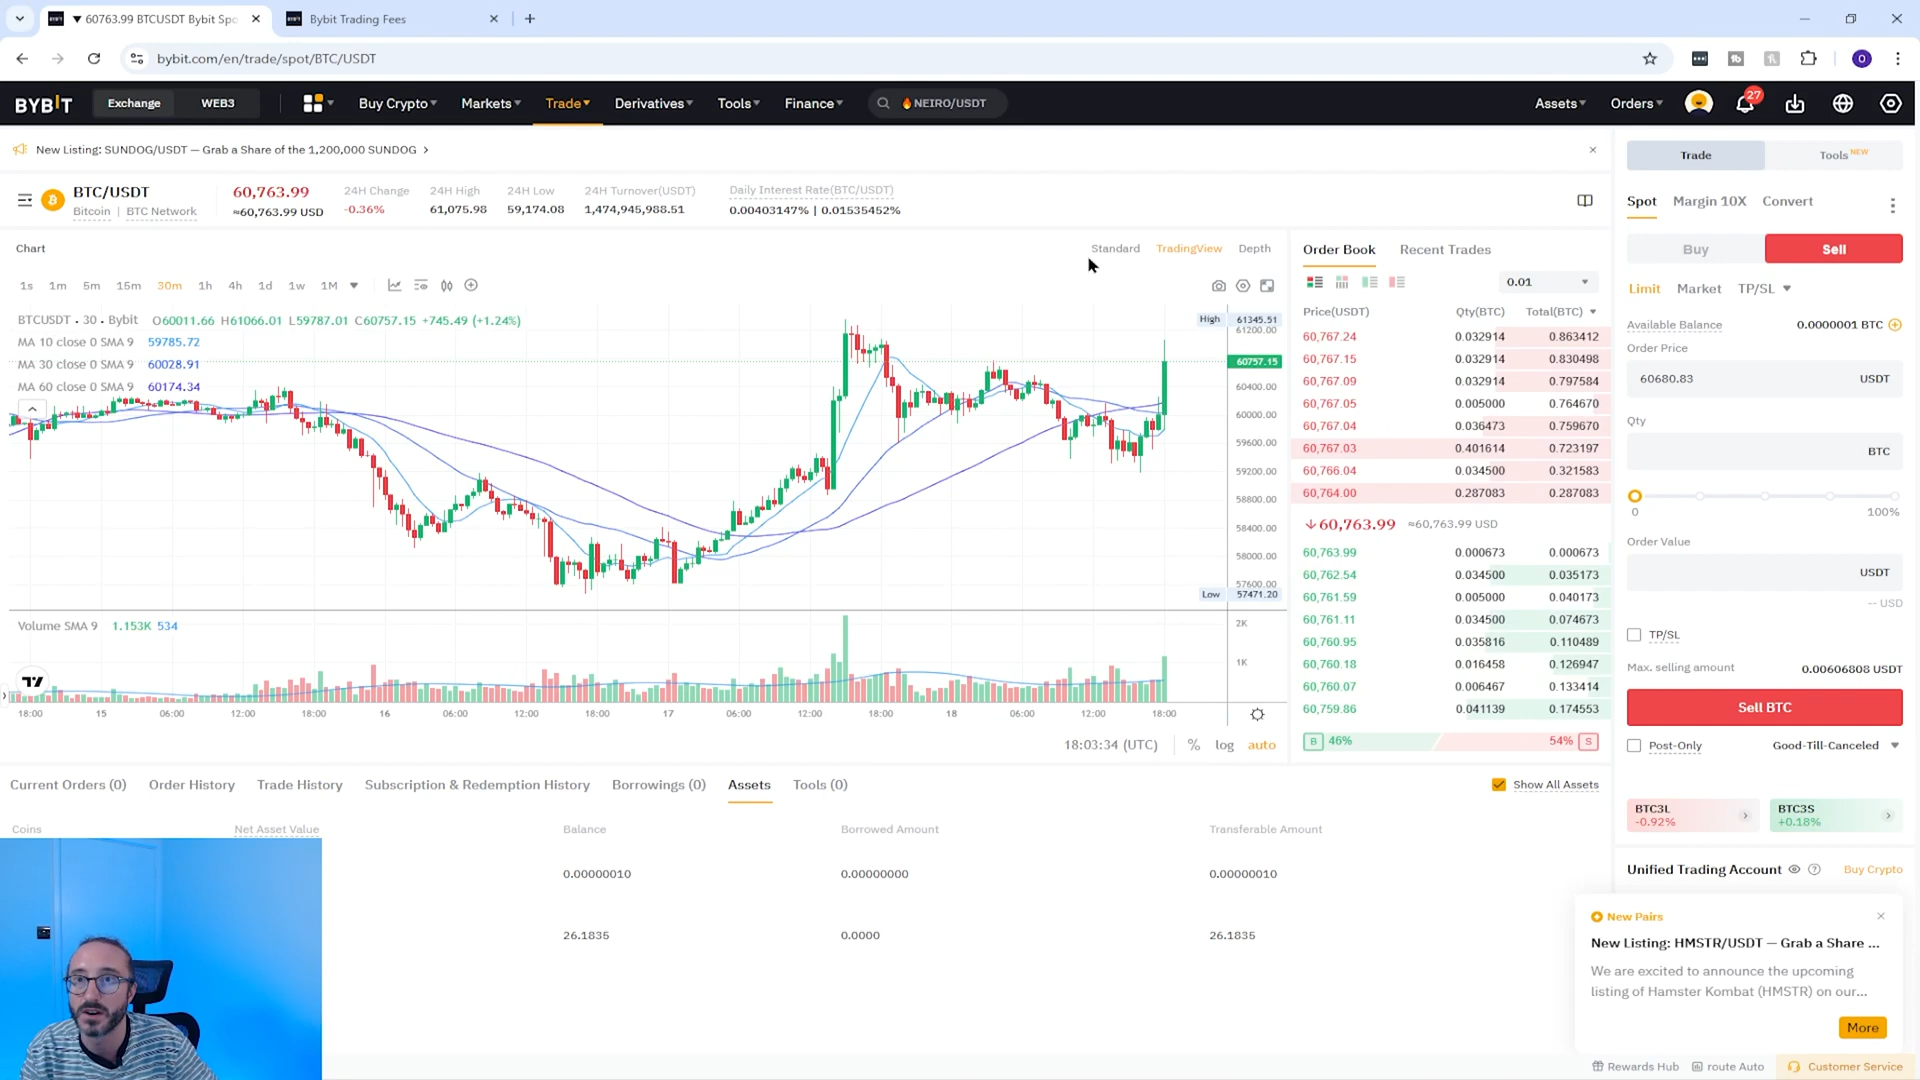 ▼ 60763.99 BTCUSDT Bybit Spo
Bybit Trading Fees
bybit.com/en/trade/spot/BTC/USDT
BYBIT
Exchange
WEB3
Buy Crypto
Markets
Trade
Derivatives
Tools
Finance
NEIRO/USDT
Assets
Orders
27
New Listing: SUNDOG/USDT — Grab a Share of the 1,200,000 SUNDOG
BTC/USDT
Bitcoin | BTC Network
60,763.99
≈60,763.99 USD
24H Change
-0.36%
24H High
61,075.98
24H Low
59,174.08
24H Turnover(USDT)
1,474,945,988.51
Daily Interest Rate(BTC/USDT)
0.00403147% | 0.01535452%
Chart
Standard
TradingView
Depth
1s 1m 5m 15m 30m 1h 4h 1d 1w 1M
BTCUSDT · 30 · Bybit O60011.66 H61066.01 L59787.01 C60757.15 +745.49 (+1.24%)
MA 10 close 0 SMA 9 59785.72
MA 30 close 0 SMA 9 60028.91
MA 60 close 0 SMA 9 60174.34
High 61345.51
61200.00
60757.15
60400.00
60000.00
59600.00
59200.00
58800.00
58400.00
58000.00
57600.00
Low 57471.20
Volume SMA 9 1.153K 534
2K
1K
18:00 15 06:00 12:00 18:00 16 06:00 12:00 18:00 17 06:00 12:00 18:00 18 06:00 12:00 18:00
18:03:34 (UTC) % log auto
Order Book
Recent Trades
0.01
Price(USDT) Qty(BTC) Total(BTC)
60,767.24 0.032914 0.863412
60,767.15 0.032914 0.830498
60,767.09 0.032914 0.797584
60,767.05 0.005000 0.764670
60,767.04 0.036473 0.759670
60,767.03 0.401614 0.723197
60,766.04 0.034500 0.321583
60,764.00 0.287083 0.287083
↓60,763.99 ≈60,763.99 USD
60,763.99 0.000673 0.000673
60,762.54 0.034500 0.035173
60,761.59 0.005000 0.040173
60,761.11 0.034500 0.074673
60,760.95 0.035816 0.110489
60,760.18 0.016458 0.126947
60,760.07 0.006467 0.133414
60,759.86 0.041139 0.174553
B 46% 54% S
Trade
Tools NEW
Spot
Margin 10X
Convert
Buy
Sell
Limit
Market
TP/SL
Available Balance 0.0000001 BTC
Order Price
60680.83 USDT
Qty
BTC
0 100%
Order Value
USDT
-- USD
TP/SL
Max. selling amount 0.00606808 USDT
Sell BTC
Post-Only Good-Till-Canceled
BTC3L
-0.92%
BTC3S
+0.18%
Unified Trading Account
Buy Crypto
Current Orders (0)
Order History
Trade History
Subscription & Redemption History
Borrowings (0)
Assets
Tools (0)
Show All Assets
Coins Net Asset Value Balance Borrowed Amount Transferable Amount
0.00000010 0.00000000 0.00000010
26.1835 0.0000 26.1835
New Pairs
New Listing: HMSTR/USDT — Grab a Share ...
We are excited to announce the upcoming
listing of Hamster Kombat (HMSTR) on our...
More
Rewards Hub
route Auto
Customer Service